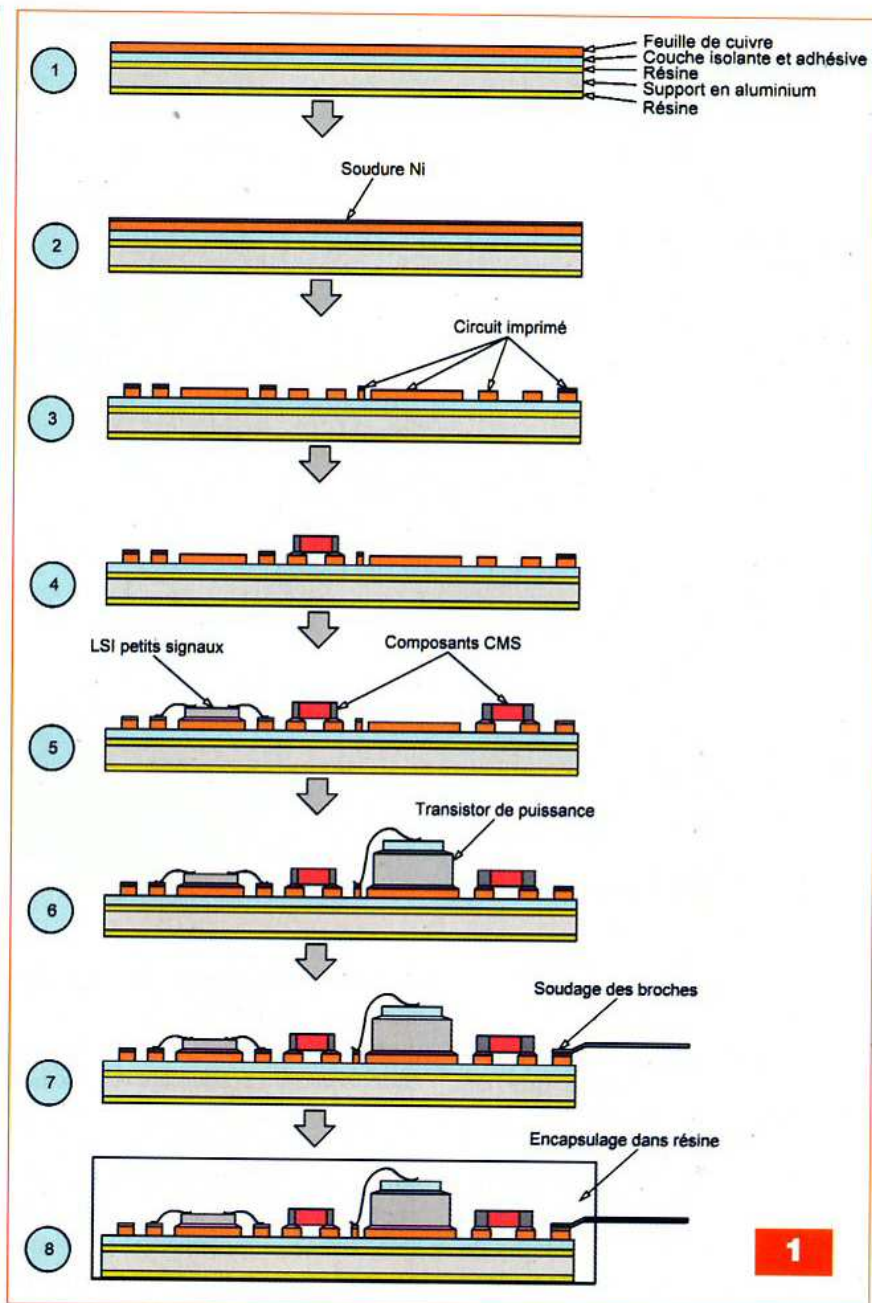 1
Feuille de cuivre
Couche isolante et adhésive
Résine
Support en aluminium
Résine
Soudure Ni
2
Circuit imprimé
3
4
LSI petits signaux
Composants CMS
5
Transistor de puissance
6
Soudage des broches
7
Encapsulage dans résine
8
1